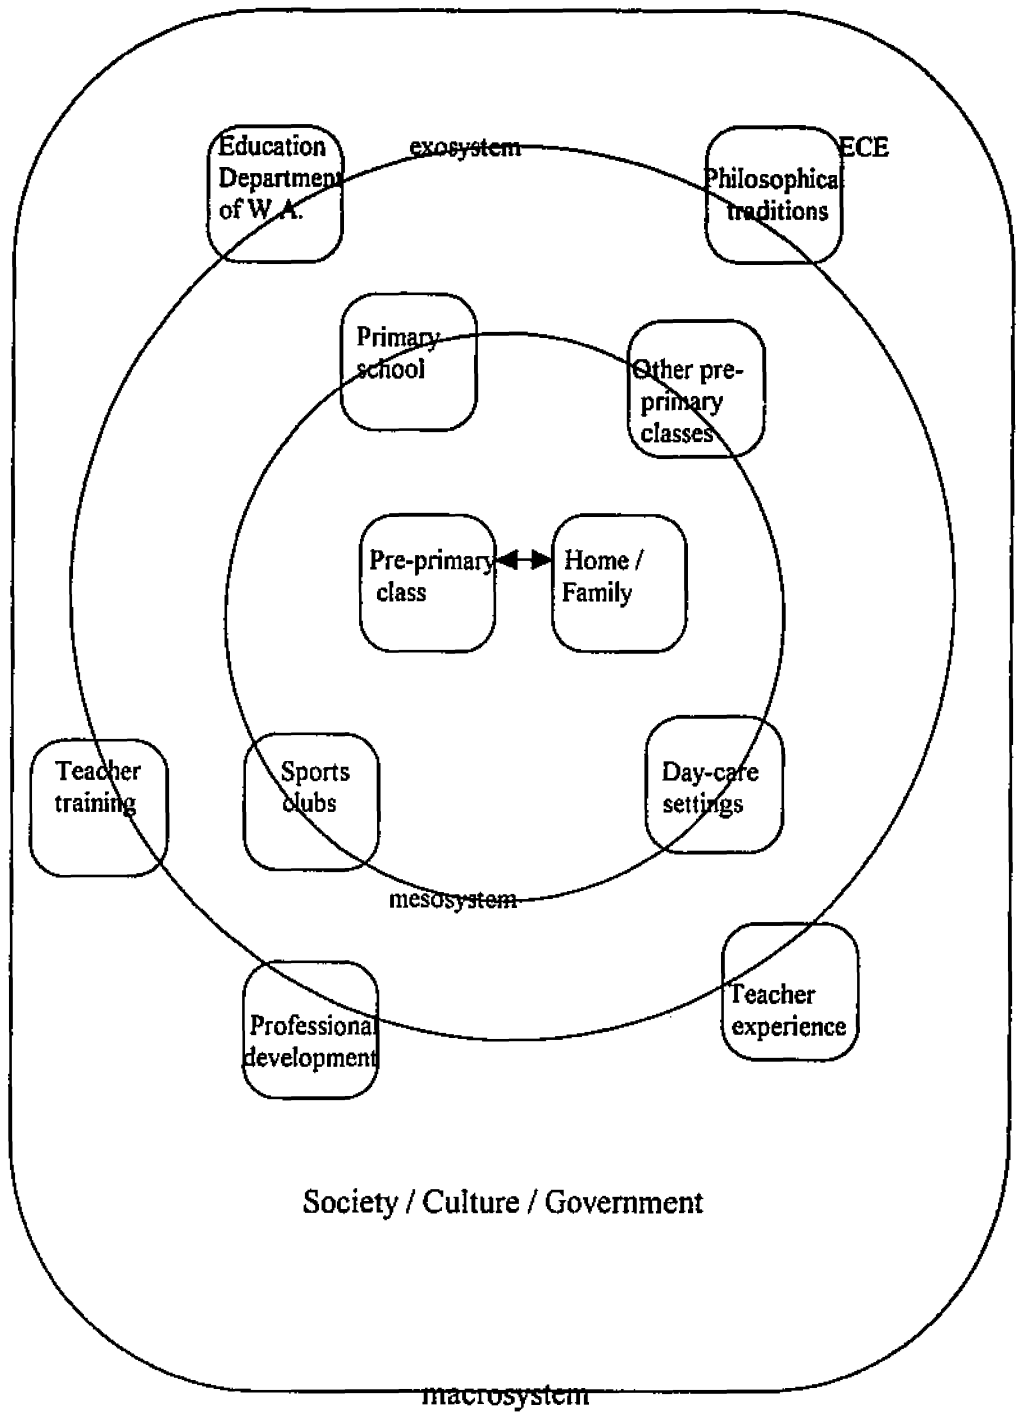 Education
Department
of W.A.
exosystem
ECE
Philosophical
traditions
Primary
school
Other pre-
primary
classes
Pre-primary
class
Home /
Family
Teacher
training
Sports
clubs
Day-care
settings
mesosystem
Professional
development
Teacher
experience
Society / Culture / Government
macrosystem